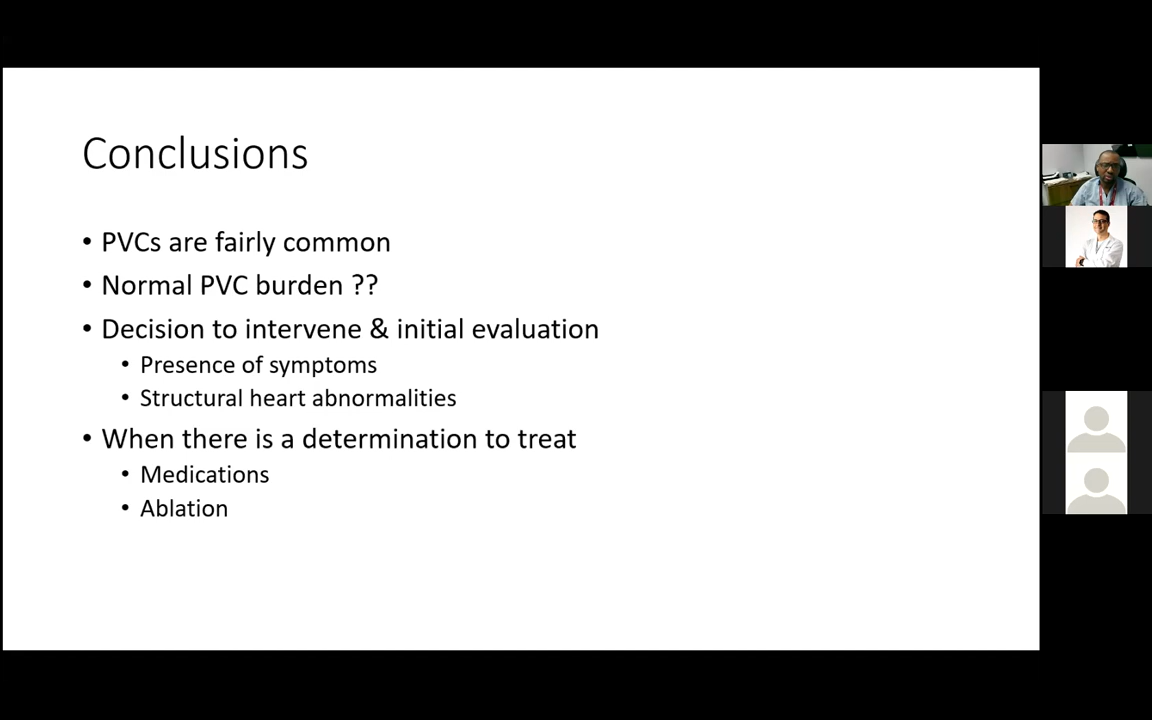 Conclusions
• PVCs are fairly common
• Normal PVC burden ??
• Decision to intervene & initial evaluation
• Presence of symptoms
• Structural heart abnormalities
• When there is a determination to treat
• Medications
• Ablation